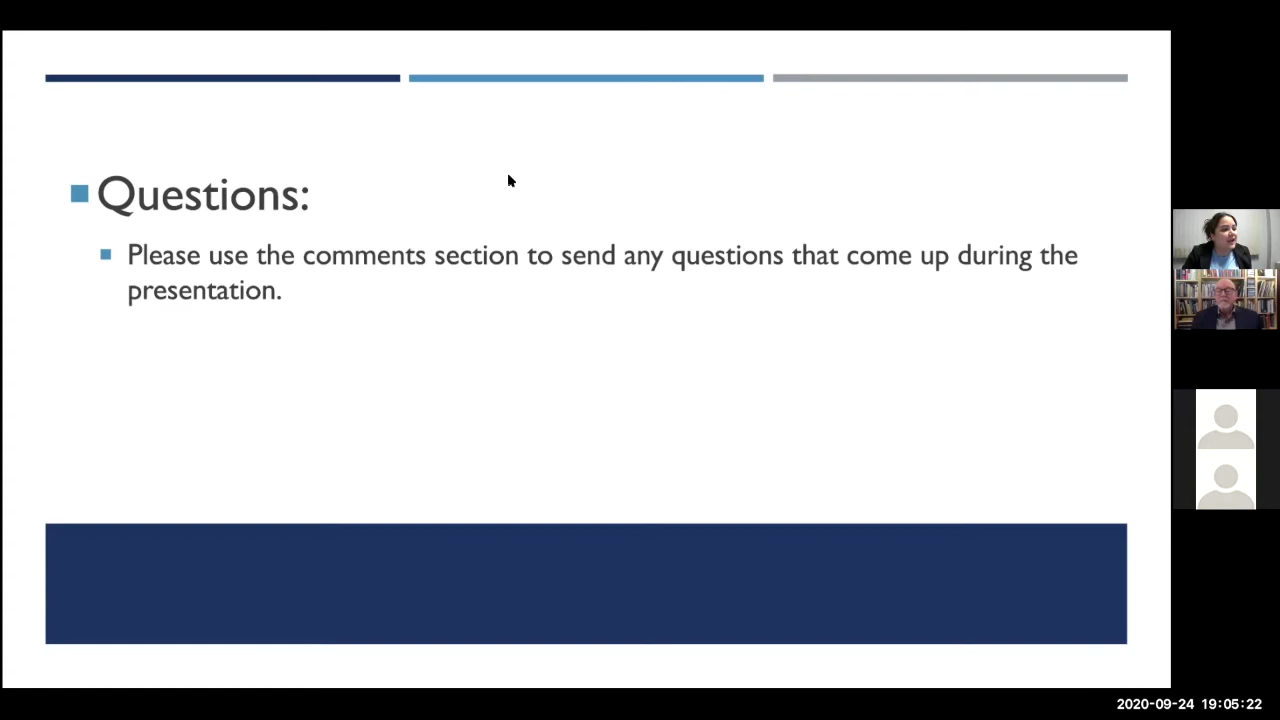 Questions:
Please use the comments section to send any questions that come up during the
presentation.
2020-09-24 19:05:22